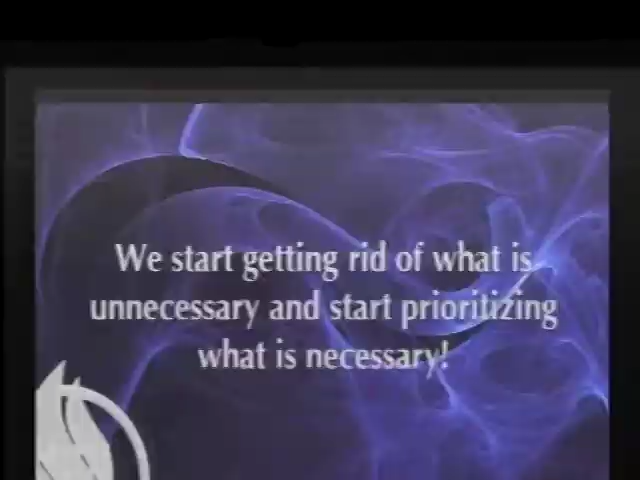 We start getting rid of what is
unnecessary and start prioritizing
what is necessary!